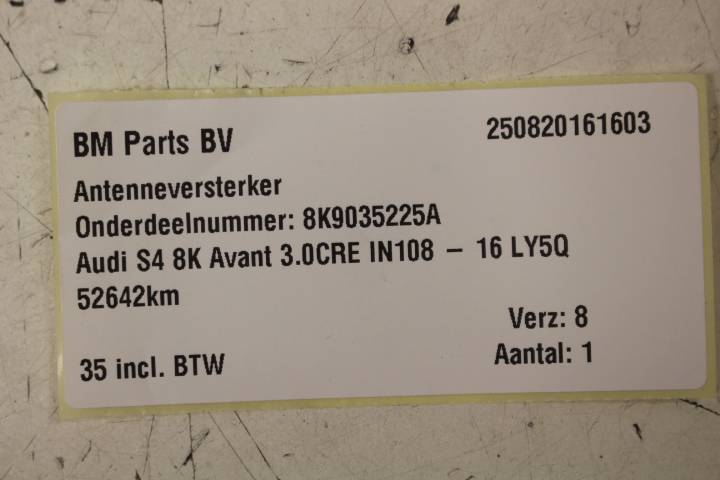 BM Parts BV 250820161603
Antenneversterker
Onderdeelnummer: 8K9035225A
Audi S4 8K Avant 3.0CRE IN108 – 16 LY5Q
52642km
Verz: 8
35 incl. BTW Aantal: 1